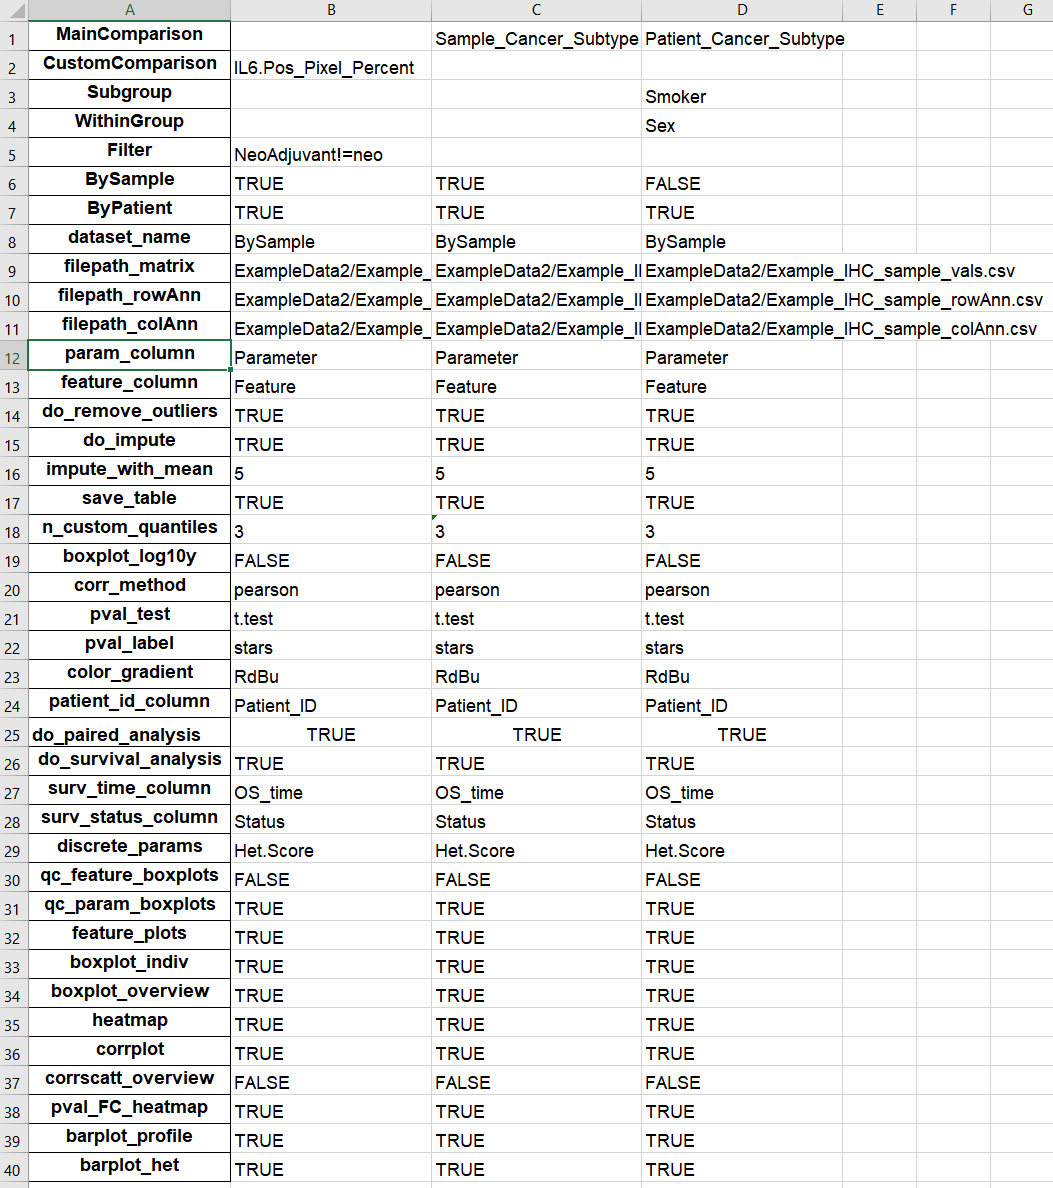 A B C D E F G
1 MainComparison Sample_Cancer_Subtype Patient_Cancer_Subtype
2 CustomComparison IL6.Pos_Pixel_Percent
3 Subgroup Smoker
4 WithinGroup Sex
5 Filter NeoAdjuvant!=neo
6 BySample TRUE TRUE FALSE
7 ByPatient TRUE TRUE TRUE
8 dataset_name BySample BySample BySample
9 filepath_matrix ExampleData2/Example_ ExampleData2/Example_II ExampleData2/Example_IHC_sample_vals.csv
10 filepath_rowAnn ExampleData2/Example_ ExampleData2/Example_II ExampleData2/Example_IHC_sample_rowAnn.csv
11 filepath_colAnn ExampleData2/Example_ ExampleData2/Example_II ExampleData2/Example_IHC_sample_colAnn.csv
12 param_column Parameter Parameter Parameter
13 feature_column Feature Feature Feature
14 do_remove_outliers TRUE TRUE TRUE
15 do_impute TRUE TRUE TRUE
16 impute_with_mean 5 5 5
17 save_table TRUE TRUE TRUE
18 n_custom_quantiles 3 3 3
19 boxplot_log10y FALSE FALSE FALSE
20 corr_method pearson pearson pearson
21 pval_test t.test t.test t.test
22 pval_label stars stars stars
23 color_gradient RdBu RdBu RdBu
24 patient_id_column Patient_ID Patient_ID Patient_ID
25 do_paired_analysis TRUE TRUE TRUE
26 do_survival_analysis TRUE TRUE TRUE
27 surv_time_column OS_time OS_time OS_time
28 surv_status_column Status Status Status
29 discrete_params Het.Score Het.Score Het.Score
30 qc_feature_boxplots FALSE FALSE FALSE
31 qc_param_boxplots TRUE TRUE TRUE
32 feature_plots TRUE TRUE TRUE
33 boxplot_indiv TRUE TRUE TRUE
34 boxplot_overview TRUE TRUE TRUE
35 heatmap TRUE TRUE TRUE
36 corrplot TRUE TRUE TRUE
37 corrscatt_overview FALSE FALSE FALSE
38 pval_FC_heatmap TRUE TRUE TRUE
39 barplot_profile TRUE TRUE TRUE
40 barplot_het TRUE TRUE TRUE